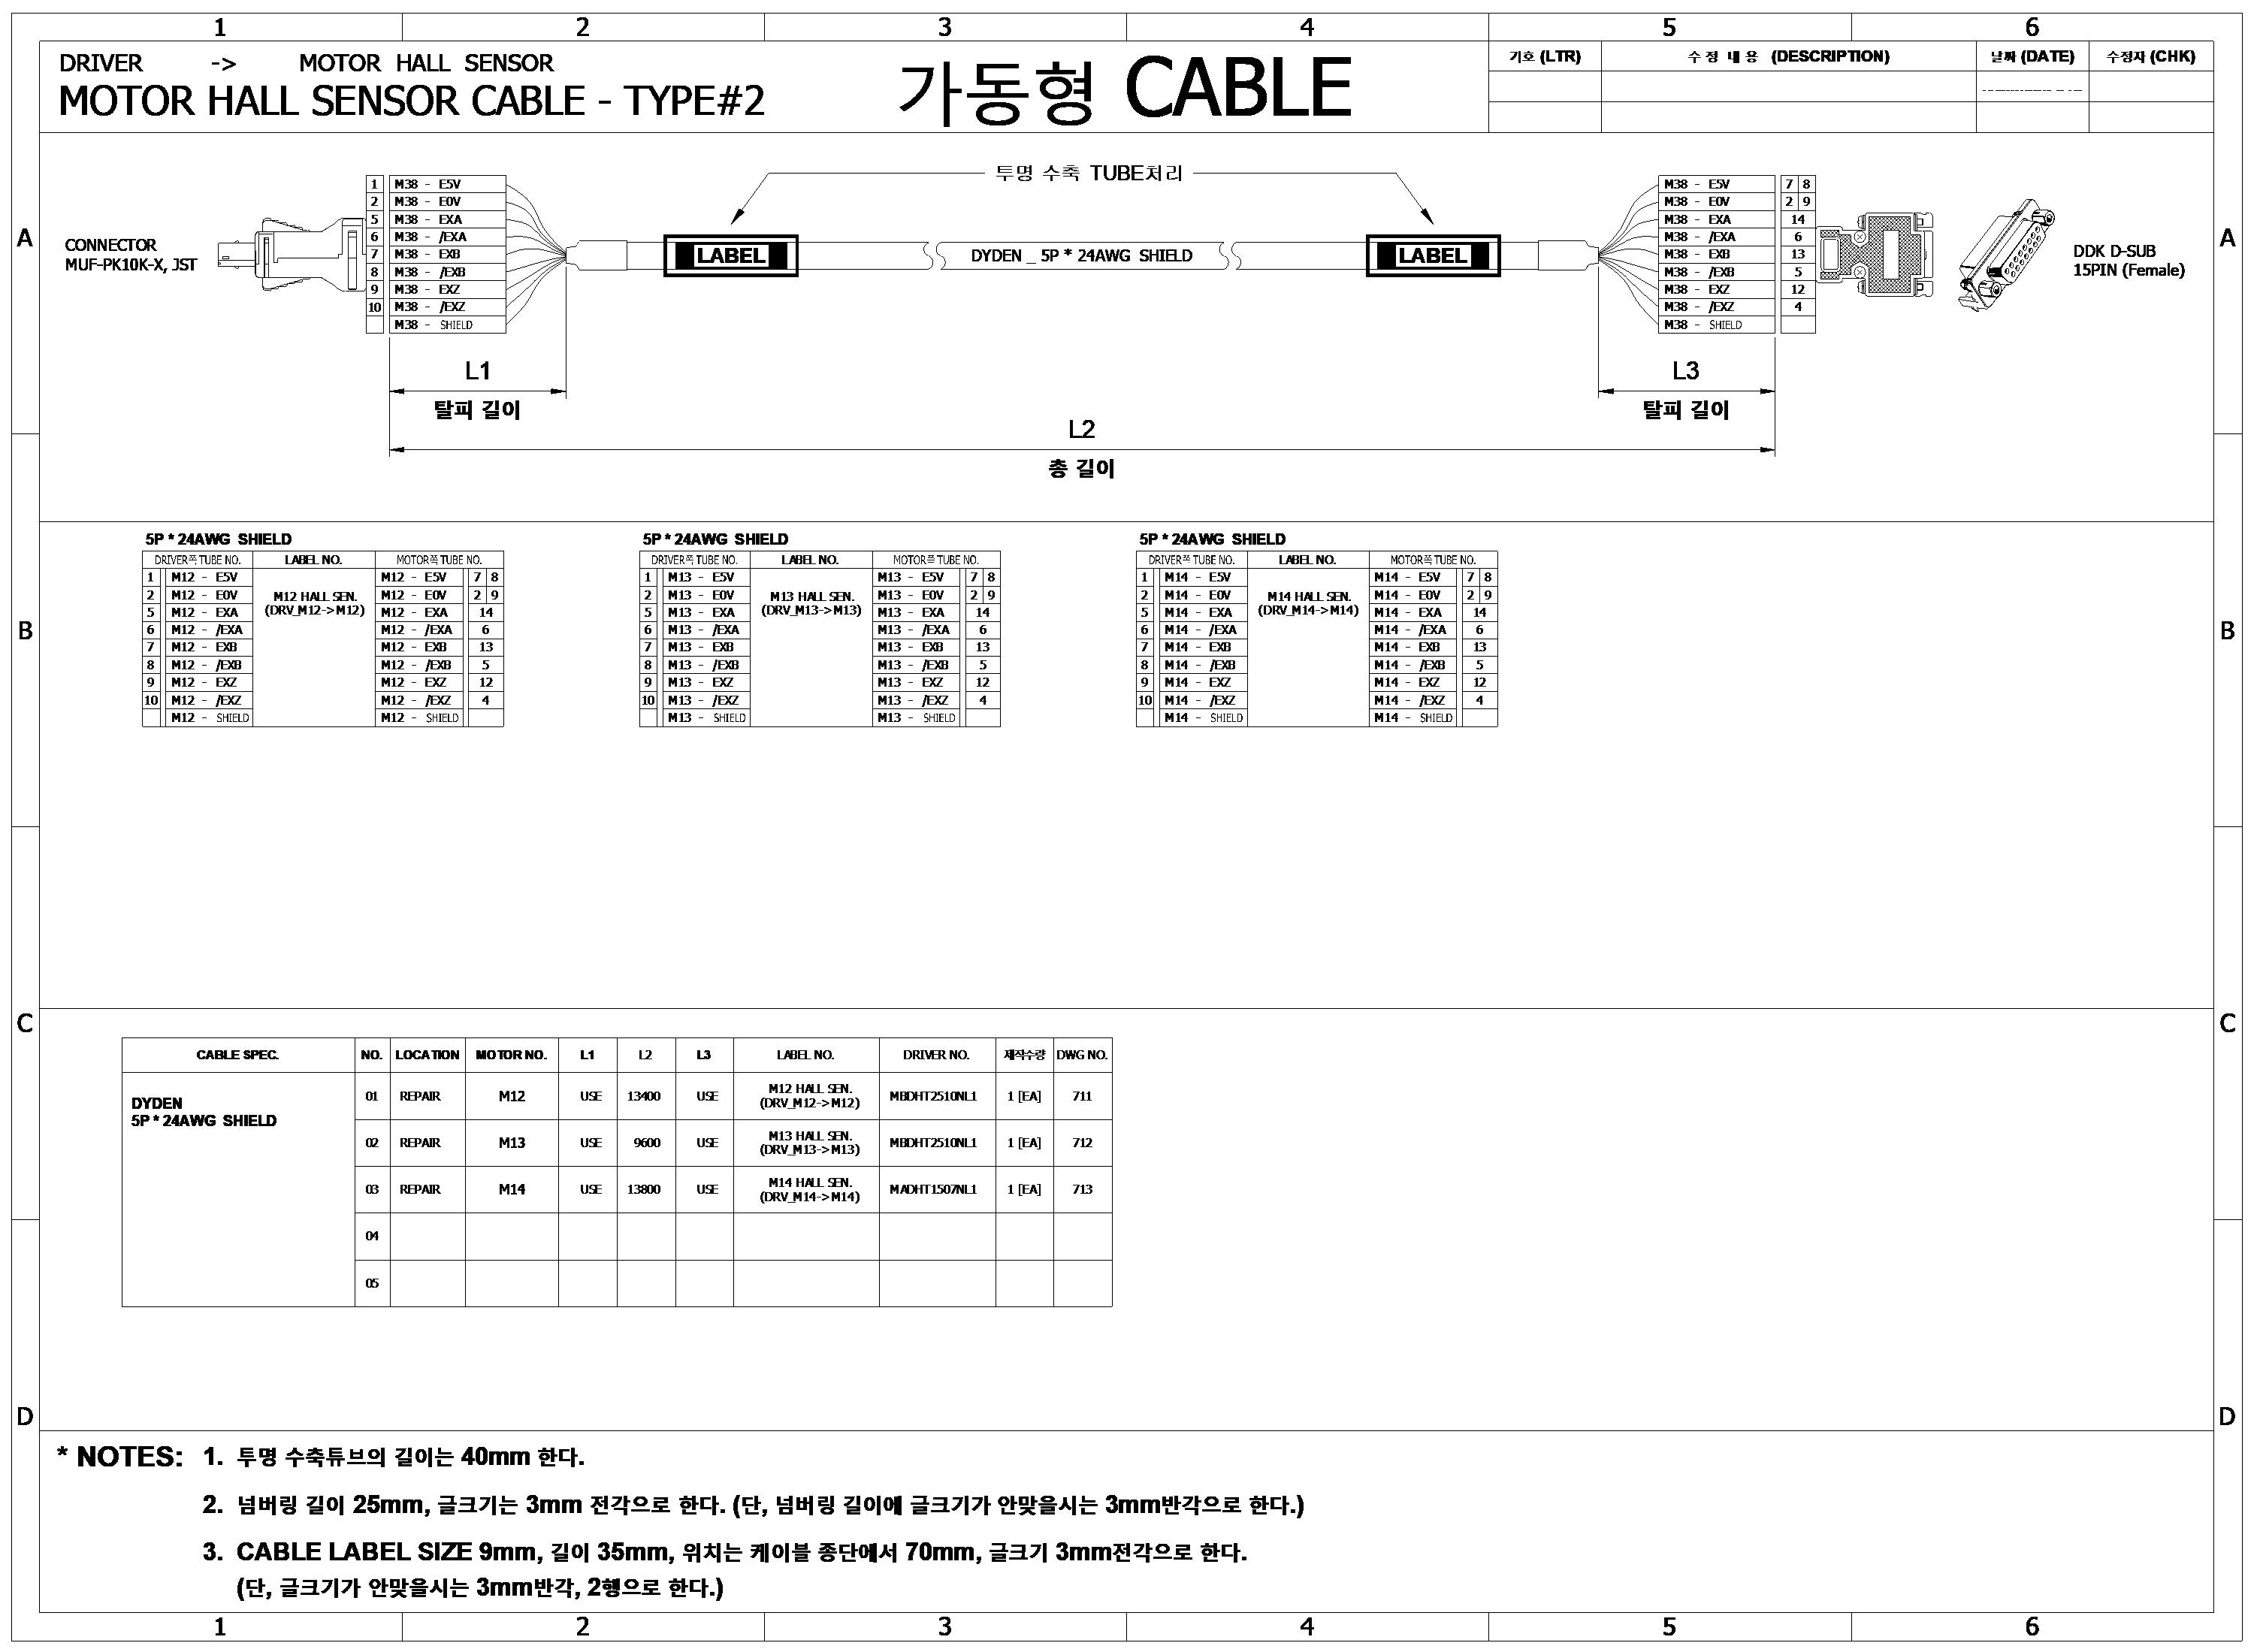 1 2 3 4 5 6
DRIVER -> MOTOR HALL SENSOR
MOTOR HALL SENSOR CABLE - TYPE#2
가동형 CABLE
기호 (LTR) 수 정 내 용 (DESCRIPTION) 날짜 (DATE) 수정자 (CHK)
투명 수축 TUBE처리
A A
CONNECTOR
MUF-PK10K-X, JST
1 M38 - E5V
2 M38 - E0V
5 M38 - EXA
6 M38 - /EXA
7 M38 - EXB
8 M38 - /EXB
9 M38 - EXZ
10 M38 - /EXZ
M38 - SHIELD
LABEL
DYDEN _ 5P * 24AWG SHIELD
LABEL
M38 - E5V 7 8
M38 - E0V 2 9
M38 - EXA 14
M38 - /EXA 6
M38 - EXB 13
M38 - /EXB 5
M38 - EXZ 12
M38 - /EXZ 4
M38 - SHIELD
DDK D-SUB
15PIN (Female)
L1
탈피 길이
L3
탈피 길이
L2
총 길이
B B
5P * 24AWG SHIELD
DRIVER쪽 TUBE NO. LABEL NO. MOTOR쪽 TUBE NO.
1 M12 - E5V M12 - E5V 7 8
2 M12 - E0V M12 HALL SEN. M12 - E0V 2 9
5 M12 - EXA (DRV_M12->M12) M12 - EXA 14
6 M12 - /EXA M12 - /EXA 6
7 M12 - EXB M12 - EXB 13
8 M12 - /EXB M12 - /EXB 5
9 M12 - EXZ M12 - EXZ 12
10 M12 - /EXZ M12 - /EXZ 4
M12 - SHIELD M12 - SHIELD
5P * 24AWG SHIELD
DRIVER쪽 TUBE NO. LABEL NO. MOTOR쪽 TUBE NO.
1 M13 - E5V M13 - E5V 7 8
2 M13 - E0V M13 HALL SEN. M13 - E0V 2 9
5 M13 - EXA (DRV_M13->M13) M13 - EXA 14
6 M13 - /EXA M13 - /EXA 6
7 M13 - EXB M13 - EXB 13
8 M13 - /EXB M13 - /EXB 5
9 M13 - EXZ M13 - EXZ 12
10 M13 - /EXZ M13 - /EXZ 4
M13 - SHIELD M13 - SHIELD
5P * 24AWG SHIELD
DRIVER쪽 TUBE NO. LABEL NO. MOTOR쪽 TUBE NO.
1 M14 - E5V M14 - E5V 7 8
2 M14 - E0V M14 HALL SEN. M14 - E0V 2 9
5 M14 - EXA (DRV_M14->M14) M14 - EXA 14
6 M14 - /EXA M14 - /EXA 6
7 M14 - EXB M14 - EXB 13
8 M14 - /EXB M14 - /EXB 5
9 M14 - EXZ M14 - EXZ 12
10 M14 - /EXZ M14 - /EXZ 4
M14 - SHIELD M14 - SHIELD
C C
CABLE SPEC. NO. LOCATION MOTOR NO. L1 L2 L3 LABEL NO. DRIVER NO. 제작수량 DWG NO.
DYDEN
5P * 24AWG SHIELD
01 REPAIR M12 USE 13400 USE M12 HALL SEN. (DRV_M12->M12) MBDHT2510NL1 1 [EA] 711
02 REPAIR M13 USE 9600 USE M13 HALL SEN. (DRV_M13->M13) MBDHT2510NL1 1 [EA] 712
03 REPAIR M14 USE 13800 USE M14 HALL SEN. (DRV_M14->M14) MADHT1507NL1 1 [EA] 713
04
05
D D
* NOTES: 1. 투명 수축튜브의 길이는 40mm 한다.
2. 넘버링 길이 25mm, 글크기는 3mm 전각으로 한다. (단, 넘버링 길이에 글크기가 안맞을시는 3mm반각으로 한다.)
3. CABLE LABEL SIZE 9mm, 길이 35mm, 위치는 케이블 종단에서 70mm, 글크기 3mm전각으로 한다.
(단, 글크기가 안맞을시는 3mm반각, 2행으로 한다.)
1 2 3 4 5 6